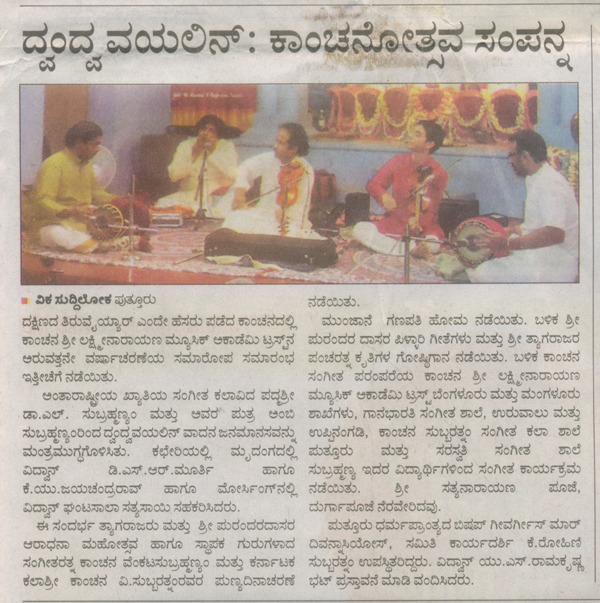 ದ್ವಂದ್ವ ವಯಲಿನ್: ಕಾಂಚನೋತ್ಸವ ಸಂಪನ್ನ
ವಿಕ ಸುದ್ದಿಲೋಕ ಪುತ್ತೂರು
ದಕ್ಷಿಣದ ತಿರುವೈಯ್ಯಾರ್ ಎಂದೇ ಹೆಸರು ಪಡೆದ ಕಾಂಚನದಲ್ಲಿ
ಕಾಂಚನ ಶ್ರೀ ಲಕ್ಷ್ಮೀನಾರಾಯಣ ಮ್ಯೂಸಿಕ್ ಅಕಾಡೆಮಿ ಟ್ರಸ್ಟ್‌ನ
ಆರುವತ್ತನೇ ವರ್ಷಾಚರಣೆಯ ಸಮಾರೋಪ ಸಮಾರಂಭ
ಇತ್ತೀಚೆಗೆ ನಡೆಯಿತು.
ಅಂತಾರಾಷ್ಟ್ರೀಯ ಖ್ಯಾತಿಯ ಸಂಗೀತ ಕಲಾವಿದ ಪದ್ಮಶ್ರೀ
ಡಾ.ಎಲ್. ಸುಬ್ರಹ್ಮಣ್ಯಂ ಮತ್ತು ಅವರ ಪುತ್ರ ಅಂಬಿ
ಸುಬ್ರಹ್ಮಣ್ಯಂರಿಂದ ದ್ವಂದ್ವವಯಲಿನ್ ವಾದನ ಜನಮಾನಸವನ್ನು
ಮಂತ್ರಮುಗ್ಧಗೊಳಿಸಿತು. ಕಛೇರಿಯಲ್ಲಿ ಮೃದಂಗದಲ್ಲಿ
ವಿದ್ವಾನ್ ಡಿ.ಎಸ್.ಆರ್.ಮೂರ್ತಿ ಹಾಗೂ
ಕೆ.ಯು.ಜಯಚಂದ್ರರಾವ್ ಹಾಗೂ ಮೋರ್ಸಿಂಗ್‌ನಲ್ಲಿ
ವಿದ್ವಾನ್ ಘಂಟಸಾಲಾ ಸತ್ಯಸಾಯಿ ಸಹಕರಿಸಿದರು.
ಈ ಸಂದರ್ಭ ತ್ಯಾಗರಾಜರು ಮತ್ತು ಶ್ರೀ ಪುರಂದರದಾಸರ
ಆರಾಧನಾ ಮಹೋತ್ಸವ ಹಾಗೂ ಸ್ಥಾಪಕ ಗುರುಗಳಾದ
ಸಂಗೀತರತ್ನ ಕಾಂಚನ ವೆಂಕಟಸುಬ್ರಹ್ಮಣ್ಯಂ ಮತ್ತು ಕರ್ನಾಟಕ
ಕಲಾಶ್ರೀ ಕಾಂಚನ ವಿ.ಸುಬ್ಬರತ್ನಂರವರ ಪುಣ್ಯದಿನಾಚರಣೆ
ನಡೆಯಿತು.
ಮುಂಜಾನೆ ಗಣಪತಿ ಹೋಮ ನಡೆಯಿತು. ಬಳಿಕ ಶ್ರೀ
ಪುರಂದರ ದಾಸರ ಪಿಳ್ಳಾರಿ ಗೀತೆಗಳು ಮತ್ತು ಶ್ರೀ ತ್ಯಾಗರಾಜರ
ಪಂಚರತ್ನ ಕೃತಿಗಳ ಗೋಷ್ಠಿಗಾನ ನಡೆಯಿತು. ಬಳಿಕ ಕಾಂಚನ
ಸಂಗೀತ ಪರಂಪರೆಯ ಕಾಂಚನ ಶ್ರೀ ಲಕ್ಷ್ಮೀನಾರಾಯಣ
ಮ್ಯೂಸಿಕ್ ಅಕಾಡೆಮಿ ಟ್ರಸ್ಟ್ ಬೆಂಗಳೂರು ಮತ್ತು ಮಂಗಳೂರು
ಶಾಖೆಗಳು, ಗಾನಭಾರತಿ ಸಂಗೀತ ಶಾಲೆ, ಉರುವಾಲು ಮತ್ತು
ಉಪ್ಪಿನಂಗಡಿ, ಕಾಂಚನ ಸುಬ್ಬರತ್ನಂ ಸಂಗೀತ ಕಲಾ ಶಾಲೆ
ಪುತ್ತೂರು ಮತ್ತು ಸರಸ್ವತಿ ಸಂಗೀತ ಶಾಲೆ
ಸುಬ್ರಹ್ಮಣ್ಯ ಇದರ ವಿದ್ಯಾರ್ಥಿಗಳಿಂದ ಸಂಗೀತ ಕಾರ್ಯಕ್ರಮ
ನಡೆಯಿತು. ಶ್ರೀ ಸತ್ಯನಾರಾಯಣ ಪೂಜೆ,
ದುರ್ಗಾಪೂಜೆ ನೆರವೇರಿದವು.
ಪುತ್ತೂರು ಧರ್ಮಪ್ರಾಂತ್ಯದ ಬಿಷಪ್ ಗೀವರ್ಗೀಸ್ ಮಾರ್
ದಿವನ್ನಾಸಿಯೋಸ್, ಸಮಿತಿ ಕಾರ್ಯದರ್ಶಿ ಕೆ.ರೋಹಿಣಿ
ಸುಬ್ಬರತ್ನಂ ಉಪಸ್ಥಿತರಿದ್ದರು. ವಿದ್ವಾನ್ ಯು.ಎಸ್.ರಾಮಕೃಷ್ಣ
ಭಟ್ ಪ್ರಸ್ತಾವನೆ ಮಾಡಿ ವಂದಿಸಿದರು.